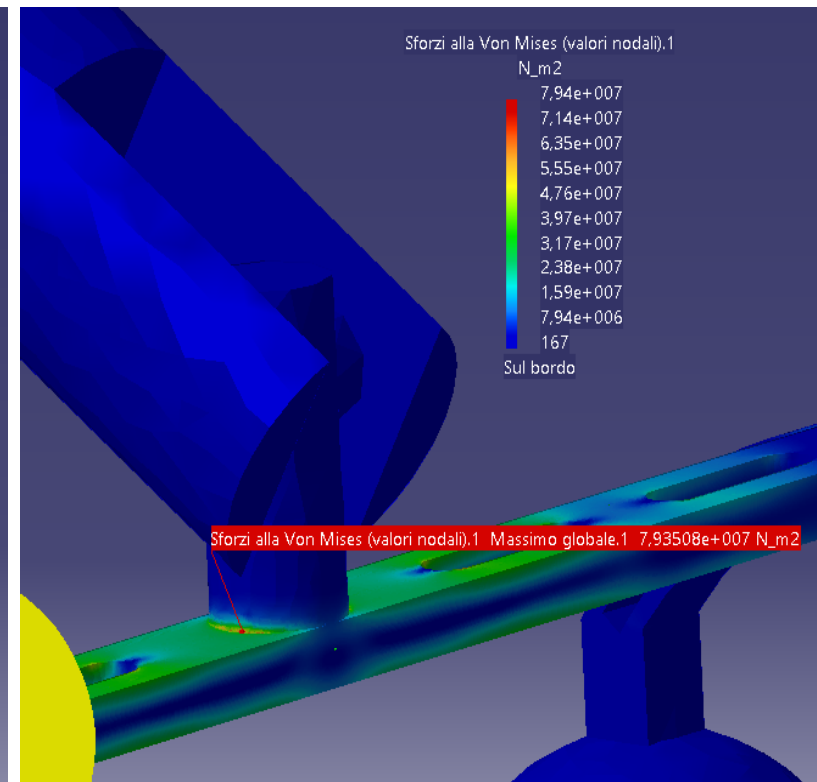 Sforzi alla Von Mises (valori nodali).1
N_m2
7,94e+007
7,14e+007
6,35e+007
5,55e+007
4,76e+007
3,97e+007
3,17e+007
2,38e+007
1,59e+007
7,94e+006
167
Sul bordo
Sforzi alla Von Mises (valori nodali).1 Massimo globale.1 7,93508e+007 N_m2